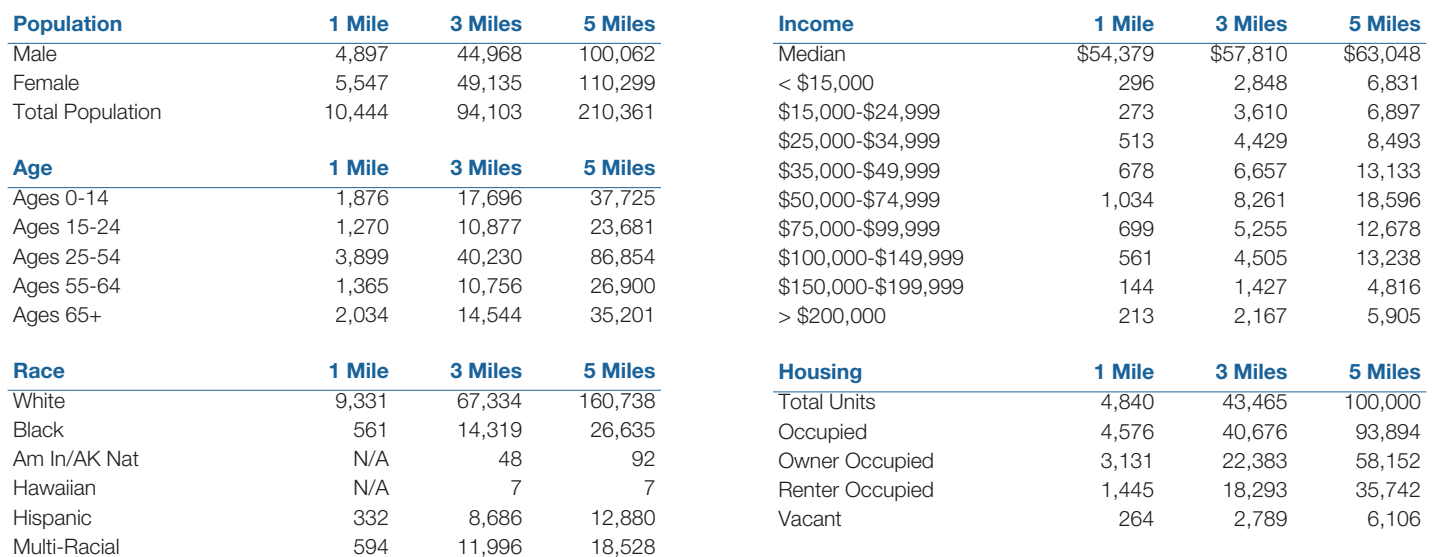 Population 1 Mile 3 Miles 5 Miles
Male 4,897 44,968 100,062
Female 5,547 49,135 110,299
Total Population 10,444 94,103 210,361
Age 1 Mile 3 Miles 5 Miles
Ages 0-14 1,876 17,696 37,725
Ages 15-24 1,270 10,877 23,681
Ages 25-54 3,899 40,230 86,854
Ages 55-64 1,365 10,756 26,900
Ages 65+ 2,034 14,544 35,201
Race 1 Mile 3 Miles 5 Miles
White 9,331 67,334 160,738
Black 561 14,319 26,635
Am In/AK Nat N/A 48 92
Hawaiian N/A 7 7
Hispanic 332 8,686 12,880
Multi-Racial 594 11,996 18,528
Income 1 Mile 3 Miles 5 Miles
Median $54,379 $57,810 $63,048
< $15,000 296 2,848 6,831
$15,000-$24,999 273 3,610 6,897
$25,000-$34,999 513 4,429 8,493
$35,000-$49,999 678 6,657 13,133
$50,000-$74,999 1,034 8,261 18,596
$75,000-$99,999 699 5,255 12,678
$100,000-$149,999 561 4,505 13,238
$150,000-$199,999 144 1,427 4,816
> $200,000 213 2,167 5,905
Housing 1 Mile 3 Miles 5 Miles
Total Units 4,840 43,465 100,000
Occupied 4,576 40,676 93,894
Owner Occupied 3,131 22,383 58,152
Renter Occupied 1,445 18,293 35,742
Vacant 264 2,789 6,106